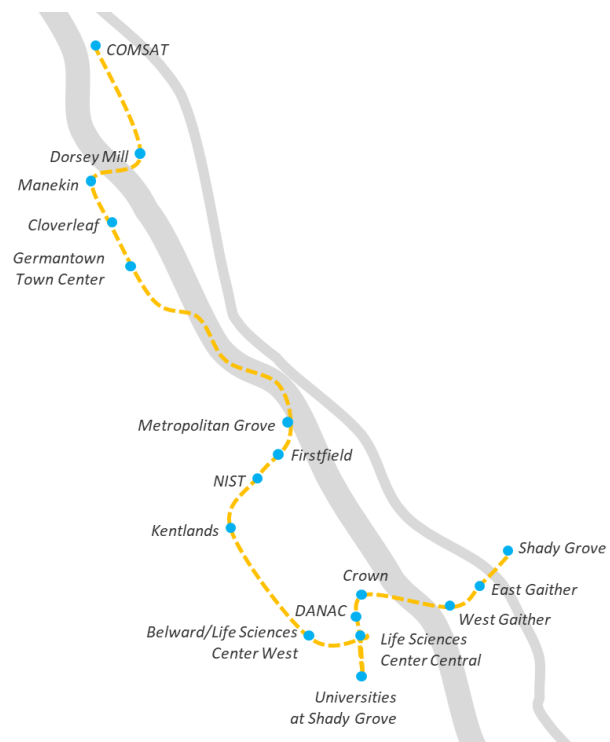 COMSAT
Dorsey Mill
Manekin
Cloverleaf
Germantown
Town Center
Metropolitan Grove
Firstfield
NIST
Kentlands
Shady Grove
Crown
East Gaither
DANAC
West Gaither
Belward/Life Sciences
Center West
Life Sciences
Center Central
Universities
at Shady Grove